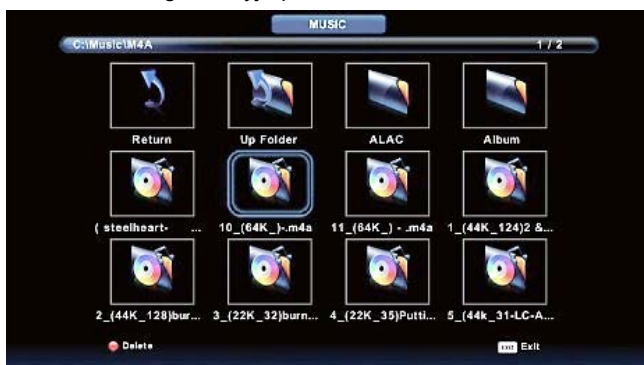 MUSIC
C:\Music\M4A 1 / 2
Return Up Folder ALAC Album
( steelheart- ... 10_(64K_)-.m4a 11_(64K_) - .m4a 1_(44K_124)2 &...
2_(44K_128)bur... 3_(22K_32)burn... 4_(22K_35)Putti... 5_(44k_31-LC-A...
Delete Exit Exit